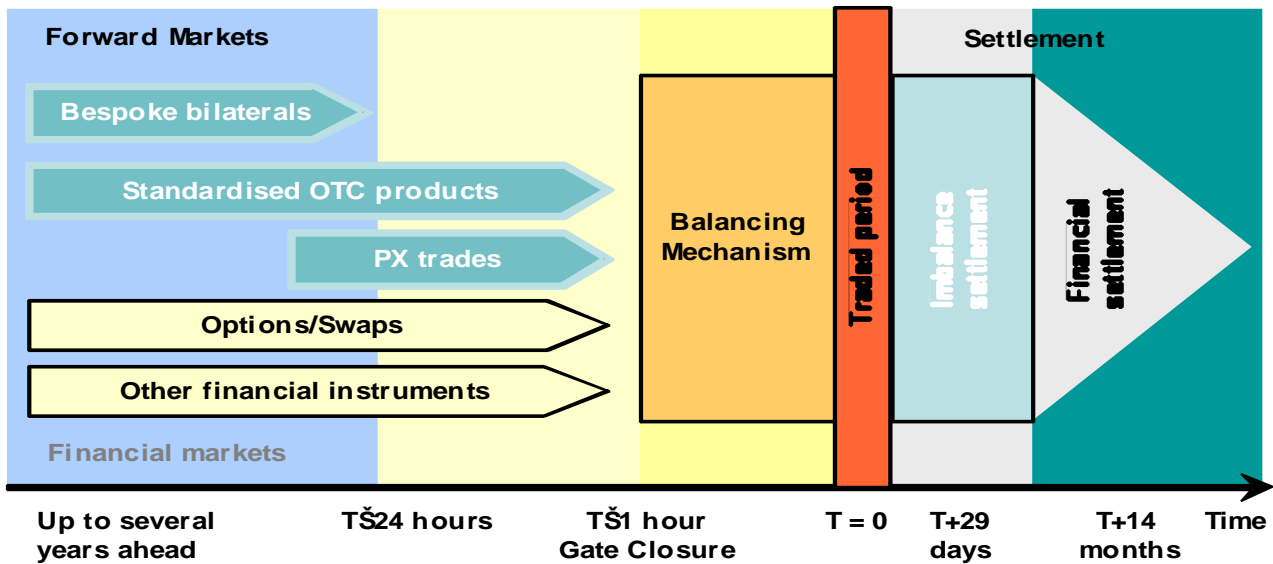 Forward Markets
Settlement
Bespoke bilaterals
Standardised OTC products
PX trades
Options/Swaps
Other financial instruments
Financial markets
Balancing
Mechanism
Traded period
Imbalance
settlement
Financial
settlement
Up to several
years ahead
TŠ24 hours
TŠ1 hour
Gate Closure
T = 0
T+29
days
T+14
months
Time